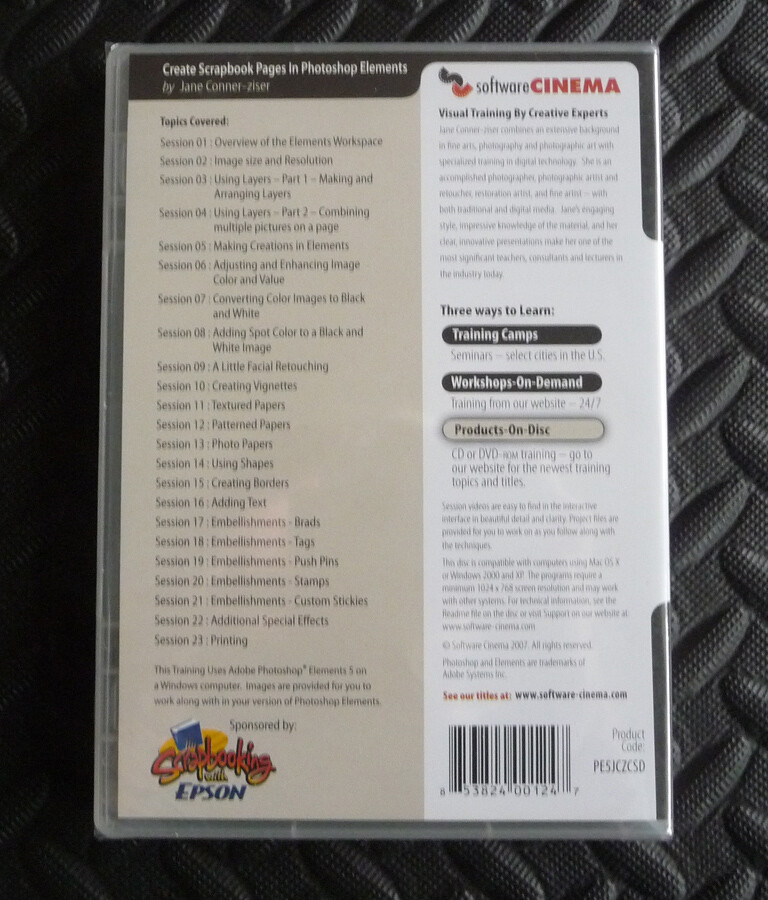 Create Scrapbook Pages In Photoshop Elements
by Jane Conner-ziser
Topics Covered:
Session 01 : Overview of the Elements Workspace
Session 02 : Image size and Resolution
Session 03 : Using Layers – Part 1 – Making and
Arranging Layers
Session 04 : Using Layers – Part 2 – Combining
multiple pictures on a page
Session 05 : Making Creations in Elements
Session 06 : Adjusting and Enhancing Image
Color and Value
Session 07 : Converting Color Images to Black
and White
Session 08 : Adding Spot Color to a Black and
White Image
Session 09 : A Little Facial Retouching
Session 10 : Creating Vignettes
Session 11 : Textured Papers
Session 12 : Patterned Papers
Session 13 : Photo Papers
Session 14 : Using Shapes
Session 15 : Creating Borders
Session 16 : Adding Text
Session 17 : Embellishments - Brads
Session 18 : Embellishments - Tags
Session 19 : Embellishments - Push Pins
Session 20 : Embellishments - Stamps
Session 21 : Embellishments - Custom Stickies
Session 22 : Additional Special Effects
Session 23 : Printing
This Training Uses Adobe Photoshop® Elements 5 on
a Windows computer. Images are provided for you to
work along with in your version of Photoshop Elements.
Sponsored by:
Scrapbooking
with
EPSON
softwareCINEMA
Visual Training By Creative Experts
Jane Conner-ziser combines an extensive background
in fine arts, photography and photographic art with
specialized training in digital technology. She is an
accomplished photographer, photographic artist and
retoucher, restoration artist, and fine artist – with
both traditional and digital media. Jane's engaging
style, impressive knowledge of the material, and her
clear, innovative presentations make her one of the
most significant teachers, consultants and lecturers in
the industry today.
Three ways to Learn:
Training Camps
Seminars – select cities in the U.S.
Workshops-On-Demand
Training from our website – 24/7
Products-On-Disc
CD or DVD-ROM training – go to
our website for the newest training
topics and titles.
Session videos are easy to find in the interactive
interface in beautiful detail and clarity. Project files are
provided for you to work on as you follow along with
the techniques.
This disc is compatible with computers using Mac OS X
or Windows 2000 and XP. The programs require a
minimum 1024 x 768 screen resolution and may work
with other systems. For technical information, see the
Readme file on the disc or visit Support on our website at
www.software-cinema.com
© Software Cinema 2007. All rights reserved.
Photoshop and Elements are trademarks of
Adobe Systems Inc.
See our titles at: www.software-cinema.com
8 53824 00124 7
Product
Code:
PE5JCZCSD